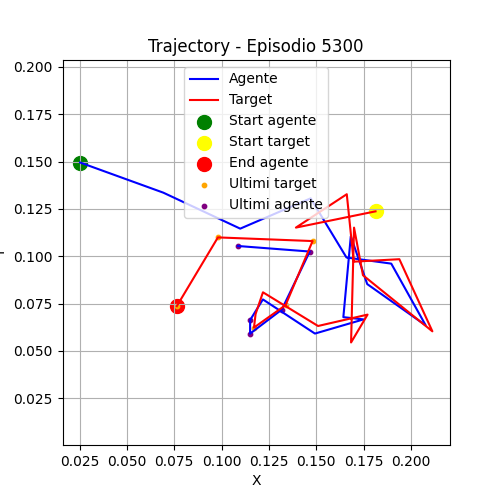 Trajectory - Episodio 5300
0.200
0.175
0.150
0.125
0.100
0.075
0.050
0.025
Agente
Target
Start agente
Start target
End agente
Ultimi target
Ultimi agente
0.025 0.050 0.075 0.100 0.125 0.150 0.175 0.200
X